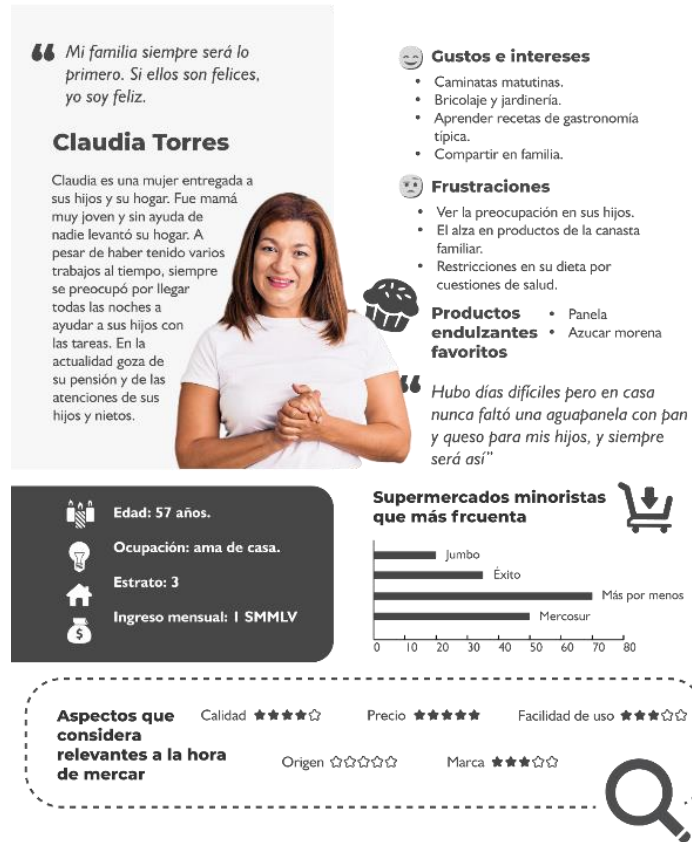 “ Mi familia siempre será lo
primero. Si ellos son felices,
yo soy feliz.
Claudia Torres
Claudia es una mujer entregada a
sus hijos y su hogar. Fue mamá
muy joven y sin ayuda de
nadie levantó su hogar. A
pesar de haber tenido varios
trabajos al tiempo, siempre
se preocupó por llegar
todas las noches a
ayudar a sus hijos con
las tareas. En la
actualidad goza de
su pensión y de las
atenciones de sus
hijos y nietos.
Gustos e intereses
• Caminatas matutinas.
• Bricolaje y jardinería.
• Aprender recetas de gastronomía
típica.
• Compartir en familia.
Frustraciones
• Ver la preocupación en sus hijos.
• El alza en productos de la canasta
familiar.
• Restricciones en su dieta por
cuestiones de salud.
Productos
endulzantes
favoritos
• Panela
• Azucar morena
“ Hubo días difíciles pero en casa
nunca faltó una aguapanela con pan
y queso para mis hijos, y siempre
será así”
Edad: 57 años.
Ocupación: ama de casa.
Estrato: 3
Ingreso mensual: 1 SMMLV
$
Supermercados minoristas
que más frcuenta
Jumbo
Éxito
Más por menos
Mercosur
0 10 20 30 40 50 60 70 80
Aspectos que
considera
relevantes a la hora
de mercar
Calidad ★★★★☆
Precio ★★★★★
Facilidad de uso ★★★☆☆
Origen ☆☆☆☆☆
Marca ★★★☆☆